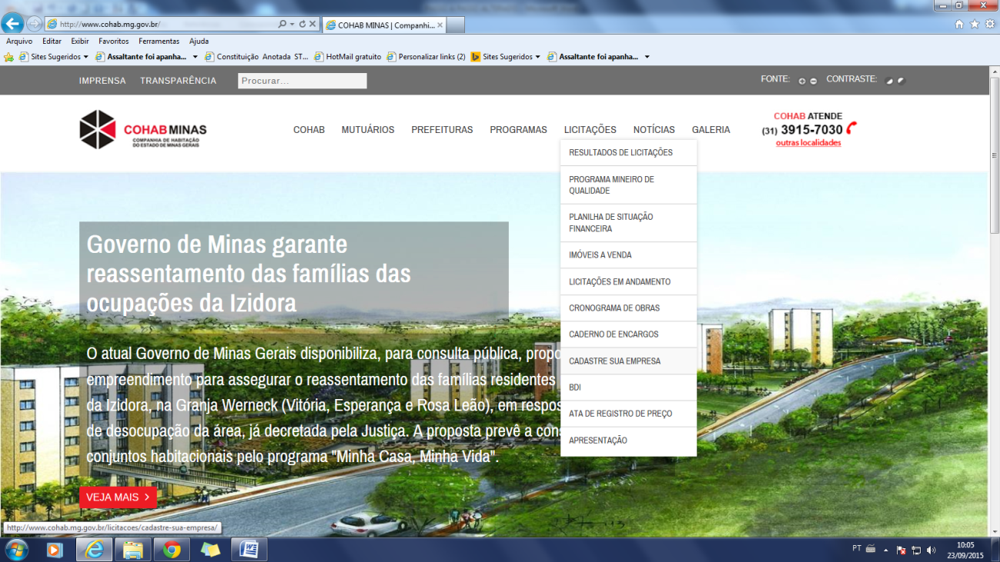 http://www.cohab.mg.gov.br/
COHAB MINAS | Companhi...
Arquivo Editar Exibir Favoritos Ferramentas Ajuda
Sites Sugeridos
Assaltante foi apanha...
Constituição Anotada ST...
HotMail gratuito
Personalizar links (2)
Sites Sugeridos
Assaltante foi apanha...
IMPRENSA TRANSPARÊNCIA Procurar... FONTE: CONTRASTE:
COHAB MINAS
COMPANHIA DE HABITAÇÃO
DO ESTADO DE MINAS GERAIS
COHAB MUTUÁRIOS PREFEITURAS PROGRAMAS LICITAÇÕES NOTÍCIAS GALERIA
COHAB ATENDE
(31) 3915-7030
outras localidades
RESULTADOS DE LICITAÇÕES
PROGRAMA MINEIRO DE
QUALIDADE
PLANILHA DE SITUAÇÃO
FINANCEIRA
IMÓVEIS A VENDA
LICITAÇÕES EM ANDAMENTO
CRONOGRAMA DE OBRAS
CADERNO DE ENCARGOS
CADASTRE SUA EMPRESA
BDI
ATA DE REGISTRO DE PREÇO
APRESENTAÇÃO
Governo de Minas garante
reassentamento das famílias das
ocupações da Izidora
O atual Governo de Minas Gerais disponibiliza, para consulta pública, propo
empreendimento para assegurar o reassentamento das famílias residentes
da Izidora, na Granja Werneck (Vitória, Esperança e Rosa Leão), em respos
de desocupação da área, já decretada pela Justiça. A proposta prevê a cons
conjuntos habitacionais pelo programa "Minha Casa, Minha Vida".
VEJA MAIS
http://www.cohab.mg.gov.br/licitacoes/cadastre-sua-empresa/
PT
10:05
23/09/2015